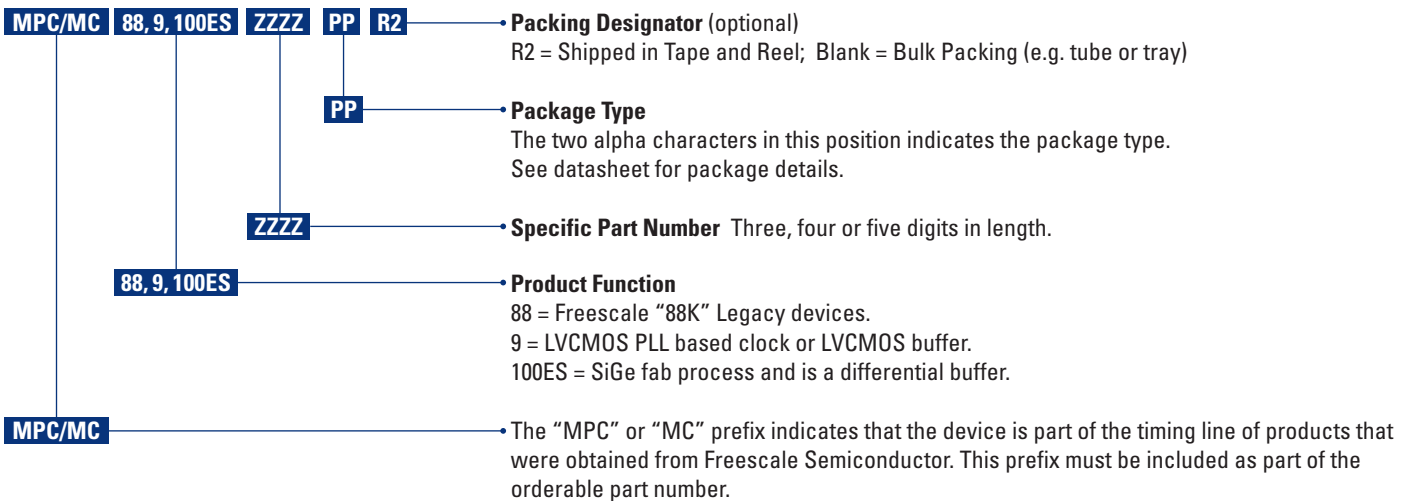 MPC/MC 88, 9, 100ES ZZZZ PP R2 Packing Designator (optional)
R2 = Shipped in Tape and Reel; Blank = Bulk Packing (e.g. tube or tray)
PP Package Type
The two alpha characters in this position indicates the package type.
See datasheet for package details.
ZZZZ Specific Part Number Three, four or five digits in length.
88, 9, 100ES Product Function
88 = Freescale “88K” Legacy devices.
9 = LVCMOS PLL based clock or LVCMOS buffer.
100ES = SiGe fab process and is a differential buffer.
MPC/MC The “MPC” or “MC” prefix indicates that the device is part of the timing line of products that
were obtained from Freescale Semiconductor. This prefix must be included as part of the
orderable part number.